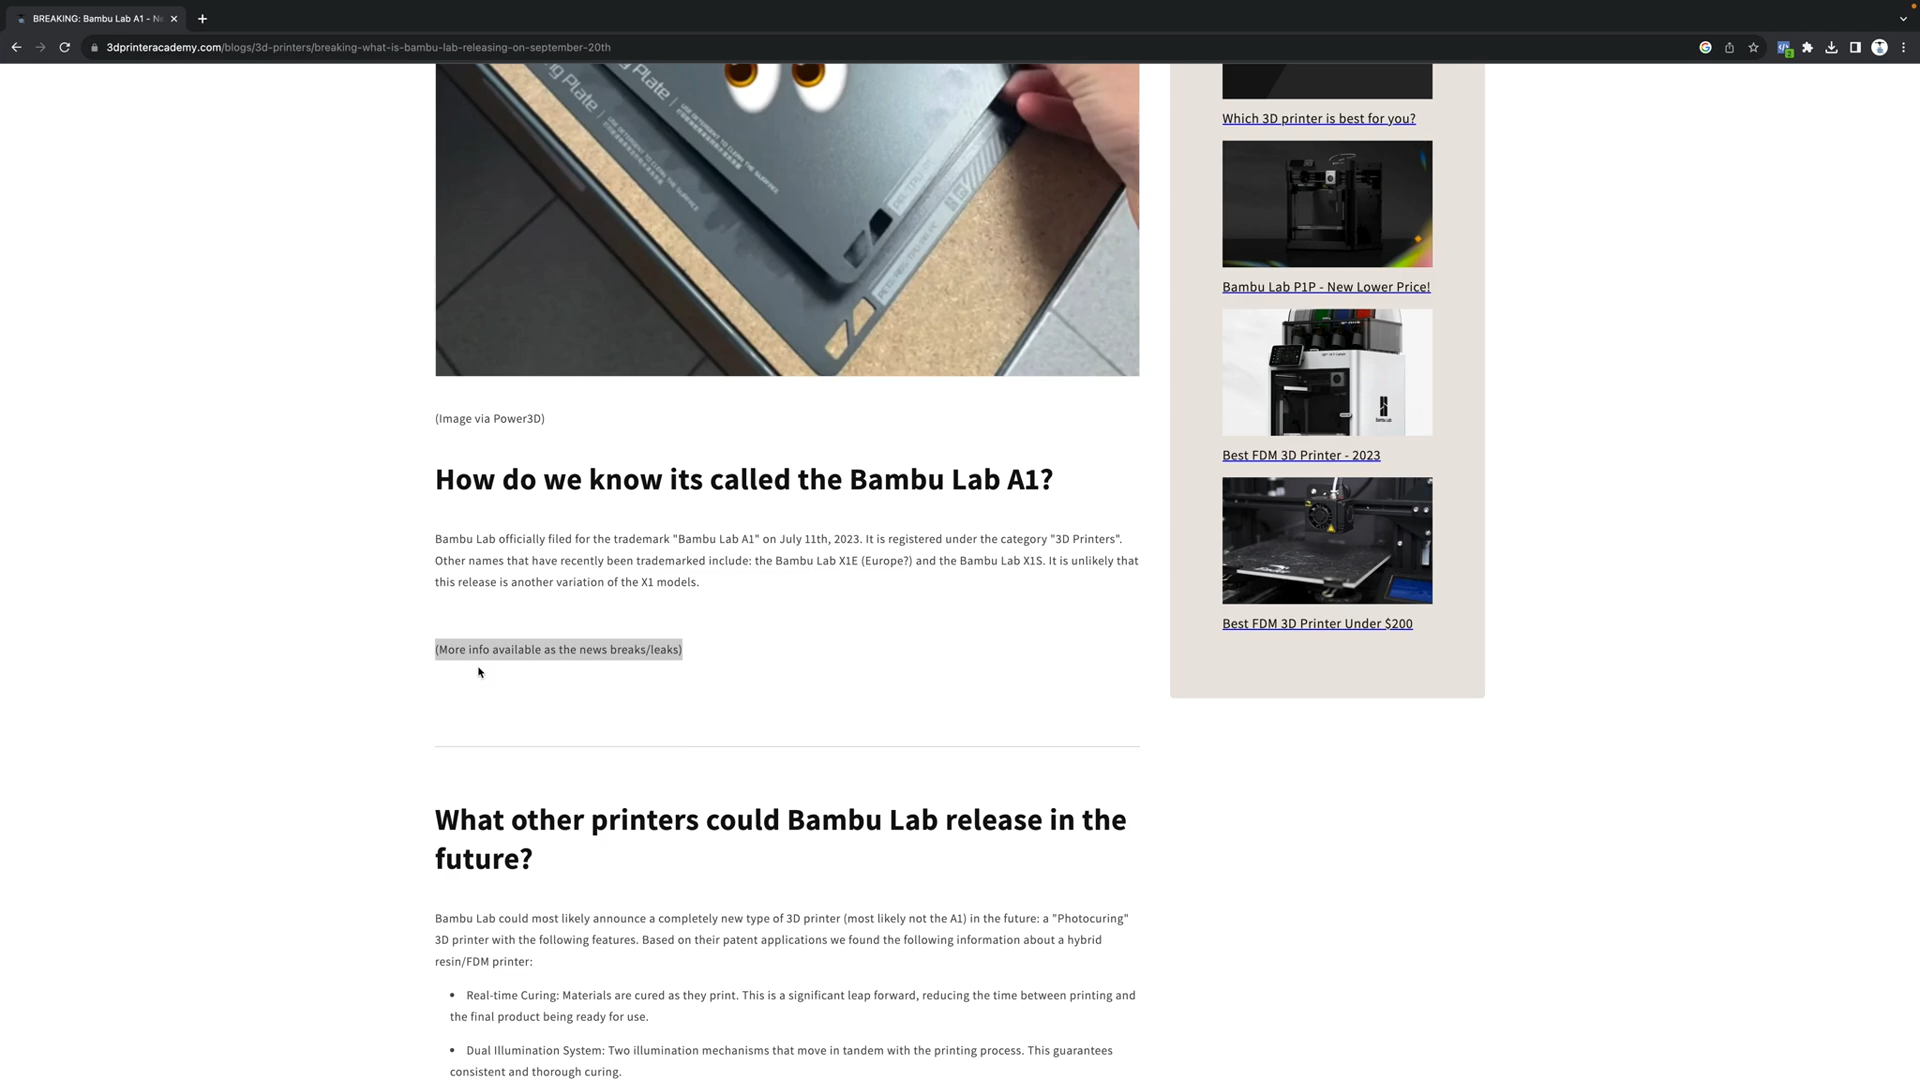 BREAKING: Bambu Lab A1 - Ne
3dprinteracademy.com/blogs/3d-printers/breaking-what-is-bambu-lab-releasing-on-september-20th
USE DETERGENT TO CLEAN THE SURFACE
Which 3D printer is best for you?
Bambu Lab P1P - New Lower Price!
Best FDM 3D Printer - 2023
Best FDM 3D Printer Under $200
(Image via Power3D)
How do we know its called the Bambu Lab A1?
Bambu Lab officially filed for the trademark "Bambu Lab A1" on July 11th, 2023. It is registered under the category "3D Printers".
Other names that have recently been trademarked include: the Bambu Lab X1E (Europe?) and the Bambu Lab X1S. It is unlikely that
this release is another variation of the X1 models.
(More info available as the news breaks/leaks)
What other printers could Bambu Lab release in the
future?
Bambu Lab could most likely announce a completely new type of 3D printer (most likely not the A1) in the future: a "Photocuring"
3D printer with the following features. Based on their patent applications we found the following information about a hybrid
resin/FDM printer:
• Real-time Curing: Materials are cured as they print. This is a significant leap forward, reducing the time between printing and
the final product being ready for use.
• Dual Illumination System: Two illumination mechanisms that move in tandem with the printing process. This guarantees
consistent and thorough curing.